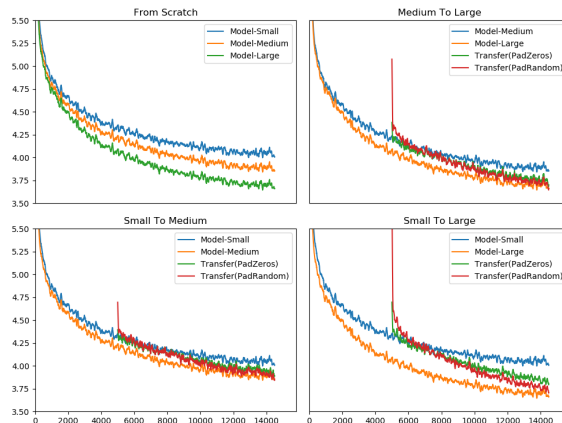 From Scratch
5.50
5.25
5.00
4.75
4.50
4.25
4.00
3.75
3.50
Model-Small
Model-Medium
Model-Large
Medium To Large
Model-Medium
Model-Large
Transfer(PadZeros)
Transfer(PadRandom)
Small To Medium
5.50
5.25
5.00
4.75
4.50
4.25
4.00
3.75
3.50
Model-Small
Model-Medium
Transfer(PadZeros)
Transfer(PadRandom)
0 2000 4000 6000 8000 10000 12000 14000
Small To Large
Model-Small
Model-Large
Transfer(PadZeros)
Transfer(PadRandom)
0 2000 4000 6000 8000 10000 12000 14000